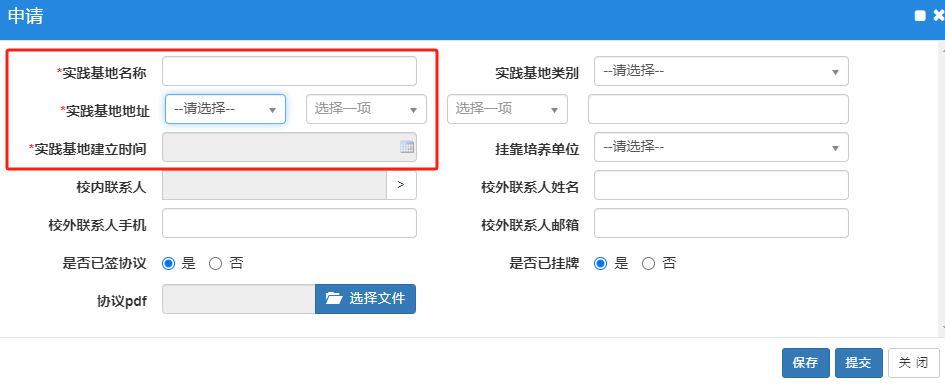 申请
*实践基地名称 实践基地类别 --请选择--
*实践基地地址 --请选择-- 选择一项 选择一项
*实践基地建立时间 挂靠培养单位 --请选择--
校内联系人 > 校外联系人姓名
校外联系人手机 校外联系人邮箱
是否已签协议 是 否 是否已挂牌 是 否
协议pdf 选择文件
保存 提交 关 闭